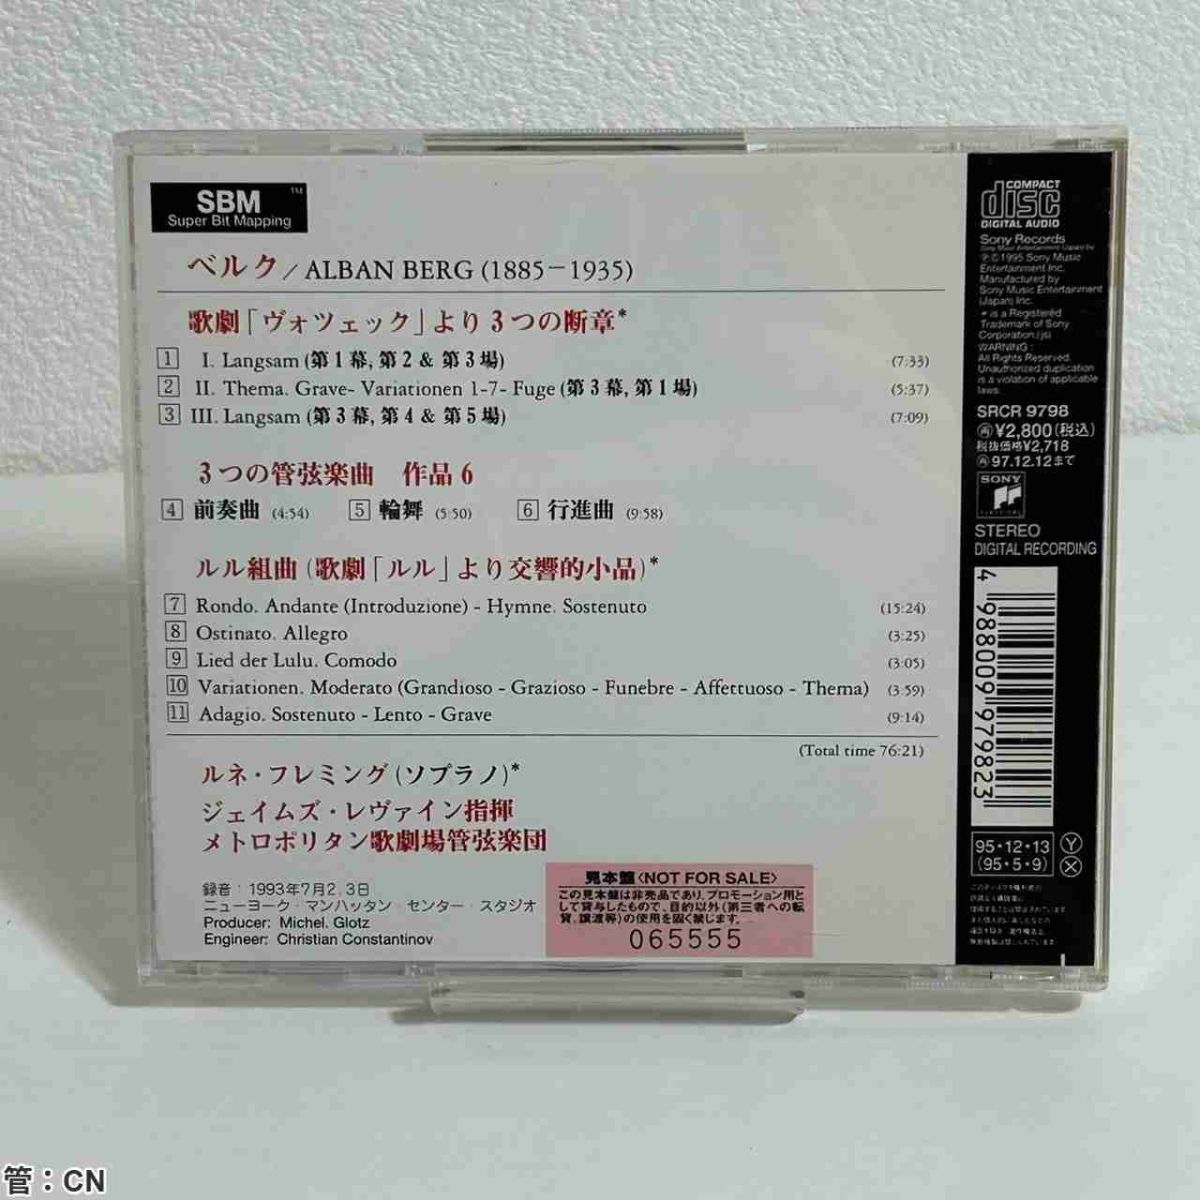 SBM™
Super Bit Mapping
ベルク / ALBAN BERG (1885−1935)
歌劇「ヴォツェック」より3つの断章*
1 I. Langsam (第1幕, 第2 & 第3場) (7:33)
2 II. Thema. Grave- Variationen 1-7- Fuge (第3幕, 第1場) (5:37)
3 III. Langsam (第3幕, 第4 & 第5場) (7:09)
3つの管弦楽曲 作品6
4 前奏曲 (4:54) 5 輪舞 (5:50) 6 行進曲 (9:58)
ルル組曲 (歌劇「ルル」より交響的小品)*
7 Rondo. Andante (Introduzione) - Hymne. Sostenuto (15:24)
8 Ostinato. Allegro (3:25)
9 Lied der Lulu. Comodo (3:05)
10 Variationen. Moderato (Grandioso - Grazioso - Funebre - Affettuoso - Thema) (3:59)
11 Adagio. Sostenuto - Lento - Grave (9:14)
(Total time 76:21)
ルネ・フレミング (ソプラノ)*
ジェイムズ・レヴァイン指揮
メトロポリタン歌劇場管弦楽団
録音：1993年7月2, 3日
ニューヨーク・マンハッタン・センター・スタジオ
Producer: Michel. Glotz
Engineer: Christian Constantinov
見本盤〈NOT FOR SALE〉
この見本盤は非売品であり、プロモーション用と
して貸与したもので、目的以外(第三者への転
貸、譲渡等)の使用を固く禁じます。
065555
COMPACT
disc
DIGITAL AUDIO
Sony Records
Sony Music Entertainment (Japan) Inc.
℗©1995 Sony Music
Entertainment Inc.
Manufactured by
Sony Music Entertainment
(Japan) Inc.
is a Registered
Trademark of Sony
Corporation.(js)
WARNING:
All Rights Reserved.
Unauthorized duplication
is a violation of applicable
laws.
SRCR 9798
㊢¥2,800(税込)
税抜価格¥2,718
㊢97.12.12まで
SONY
STEREO
DIGITAL RECORDING
4 988009 979823
95・12・13 Ⓨ
(95・5・9) Ⓧ
管：CN